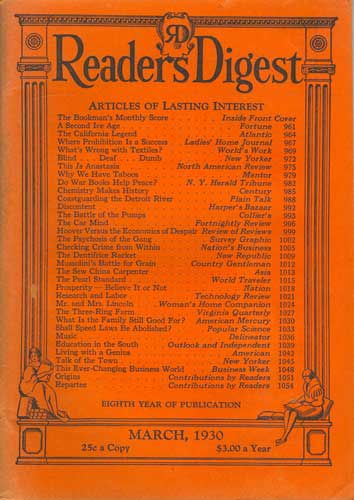 RD
Readers Digest
ARTICLES OF LASTING INTEREST
The Bookman's Monthly Score . . . Inside Front Cover
A Second Ice Age . . . Fortune 961
The California Legend . . . Atlantic 964
Where Prohibition Is a Success . . Ladies' Home Journal 967
What's Wrong with Textiles? . . . World's Work 969
Blind . . . Deaf . . . Dumb . . . New Yorker 972
This Is Anastasia . . . North American Review 975
Why We Have Taboos . . . Mentor 979
Do War Books Help Peace? . . . N. Y. Herald Tribune 982
Chemistry Makes History . . . Century 985
Coastguarding the Detroit River . . . Plain Talk 988
Discontent . . . Harper's Bazaar 992
The Battle of the Pumps . . . Collier's 993
The Car Mind . . . Fortnightly Review 996
Hoover Versus the Economics of Despair Review of Reviews 999
The Psychosis of the Gang . . . Survey Graphic 1002
Checking Crime from Within . . . Nation's Business 1005
The Dentifrice Racket . . . New Republic 1009
Mussolini's Battle for Grain . . . Country Gentleman 1012
The Sew China Carpenter . . . Asia 1013
The Pearl Standard . . . World Traveler 1015
Prosperity — Believe It or Not . . . Nation 1018
Research and Labor . . . Technology Review 1021
Mr. and Mrs. Lincoln . . . Woman's Home Companion 1024
The Three-Ring Farm . . . Virginia Quarterly 1027
What Is the Family Still Good For? . . American Mercury 1030
Shall Speed Laws Be Abolished? . . . Popular Science 1033
Music . . . Delineator 1036
Education in the South . . . Outlook and Independent 1039
Living with a Genius . . . American 1042
Talk of the Town . . . New Yorker 1045
This Ever-Changing Business World . . . Business Week 1048
Origins . . . Contributions by Readers 1051
Repartee . . . Contributions by Readers 1054
EIGHTH YEAR OF PUBLICATION
MARCH, 1930
25c a Copy $3.00 a Year